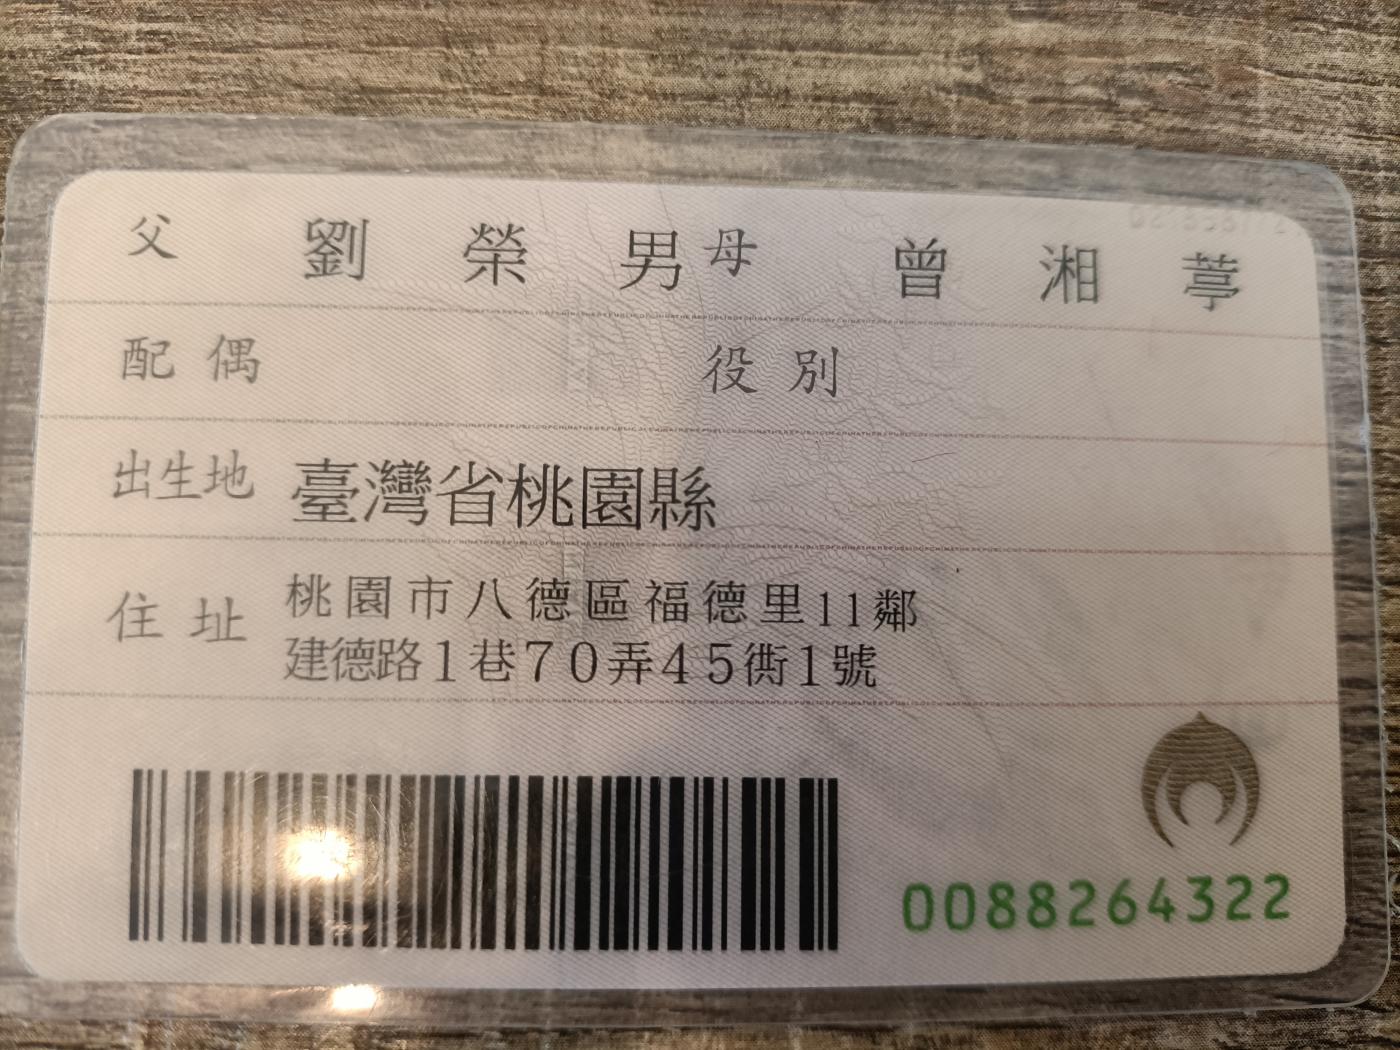 父 劉榮男 母 曾湘葶
配偶 役別
出生地 臺灣省桃園縣
住址 桃園市八德區福德里11鄰
建德路1巷70弄45衖1號
0088264322